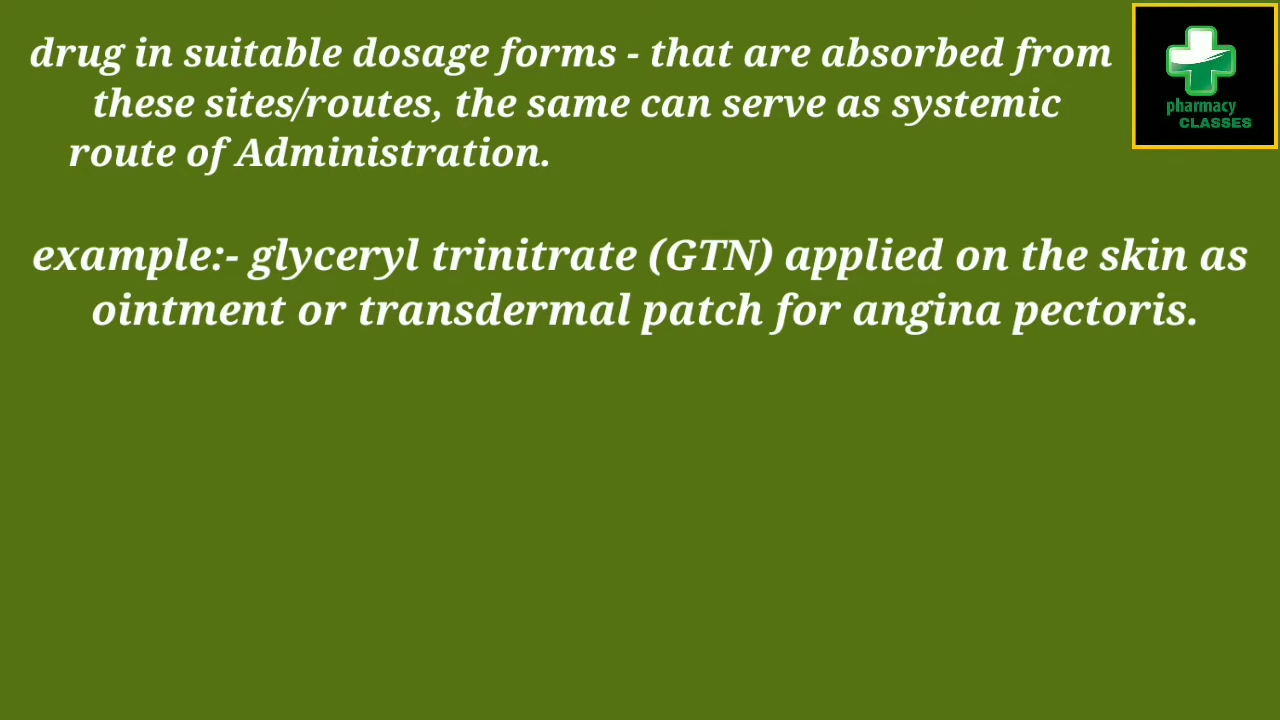 drug in suitable dosage forms - that are absorbed from
these sites/routes, the same can serve as systemic
route of Administration.
example:- glyceryl trinitrate (GTN) applied on the skin as
ointment or transdermal patch for angina pectoris.
pharmacy
CLASSES